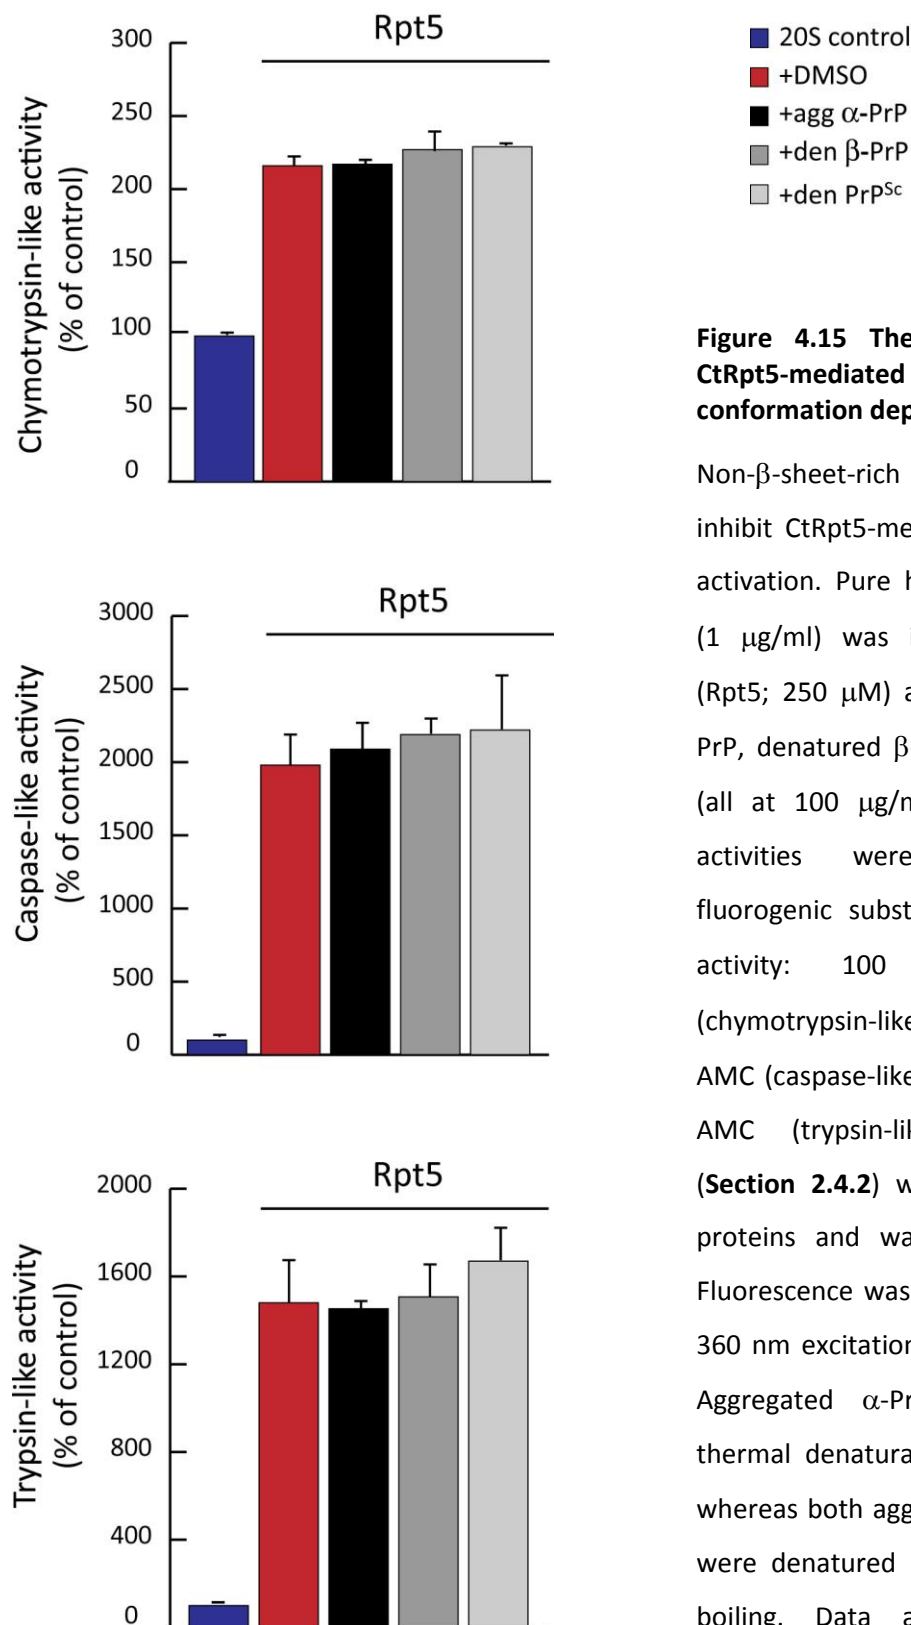 Rpt5
Chymotrypsin-like activity
(% of control)
300
250
200
150
100
50
0
20S control
+DMSO
+agg α-PrP
+den β-PrP
+den PrPSc
Rpt5
Caspase-like activity
(% of control)
3000
2500
2000
1500
1000
500
0
Rpt5
Trypsin-like activity
(% of control)
2000
1600
1200
800
400
0
Figure 4.15 The
CtRpt5-mediated
conformation dep
Non-β-sheet-rich
inhibit CtRpt5-me
activation. Pure h
(1 μg/ml) was i
(Rpt5; 250 μM) a
PrP, denatured β
(all at 100 μg/m
activities were
fluorogenic subst
activity: 100
(chymotrypsin-like
AMC (caspase-like
AMC (trypsin-lik
(Section 2.4.2) w
proteins and wa
Fluorescence was
360 nm excitation
Aggregated α-Pr
thermal denatura
whereas both agg
were denatured
boiling. Data a